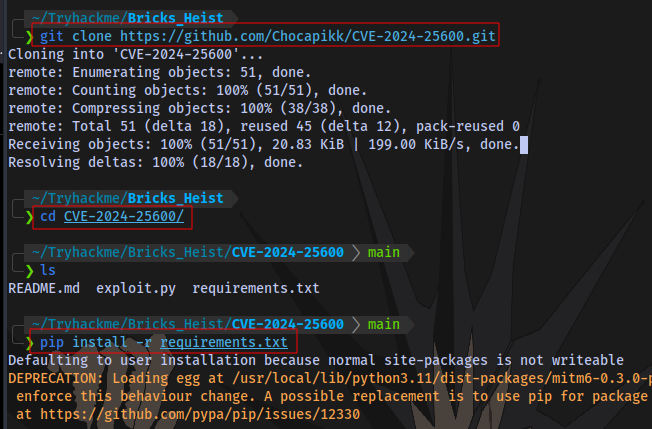 ~/Tryhackme/Bricks_Heist
❯ git clone https://github.com/Chocapikk/CVE-2024-25600.git
Cloning into 'CVE-2024-25600'...
remote: Enumerating objects: 51, done.
remote: Counting objects: 100% (51/51), done.
remote: Compressing objects: 100% (38/38), done.
remote: Total 51 (delta 18), reused 45 (delta 12), pack-reused 0
Receiving objects: 100% (51/51), 20.83 KiB | 199.00 KiB/s, done.
Resolving deltas: 100% (18/18), done.
~/Tryhackme/Bricks_Heist
❯ cd CVE-2024-25600/
~/Tryhackme/Bricks_Heist/CVE-2024-25600 main
❯ ls
README.md exploit.py requirements.txt
~/Tryhackme/Bricks_Heist/CVE-2024-25600 main
❯ pip install -r requirements.txt
Defaulting to user installation because normal site-packages is not writeable
DEPRECATION: Loading egg at /usr/local/lib/python3.11/dist-packages/mitm6-0.3.0-p
enforce this behaviour change. A possible replacement is to use pip for package
at https://github.com/pypa/pip/issues/12330